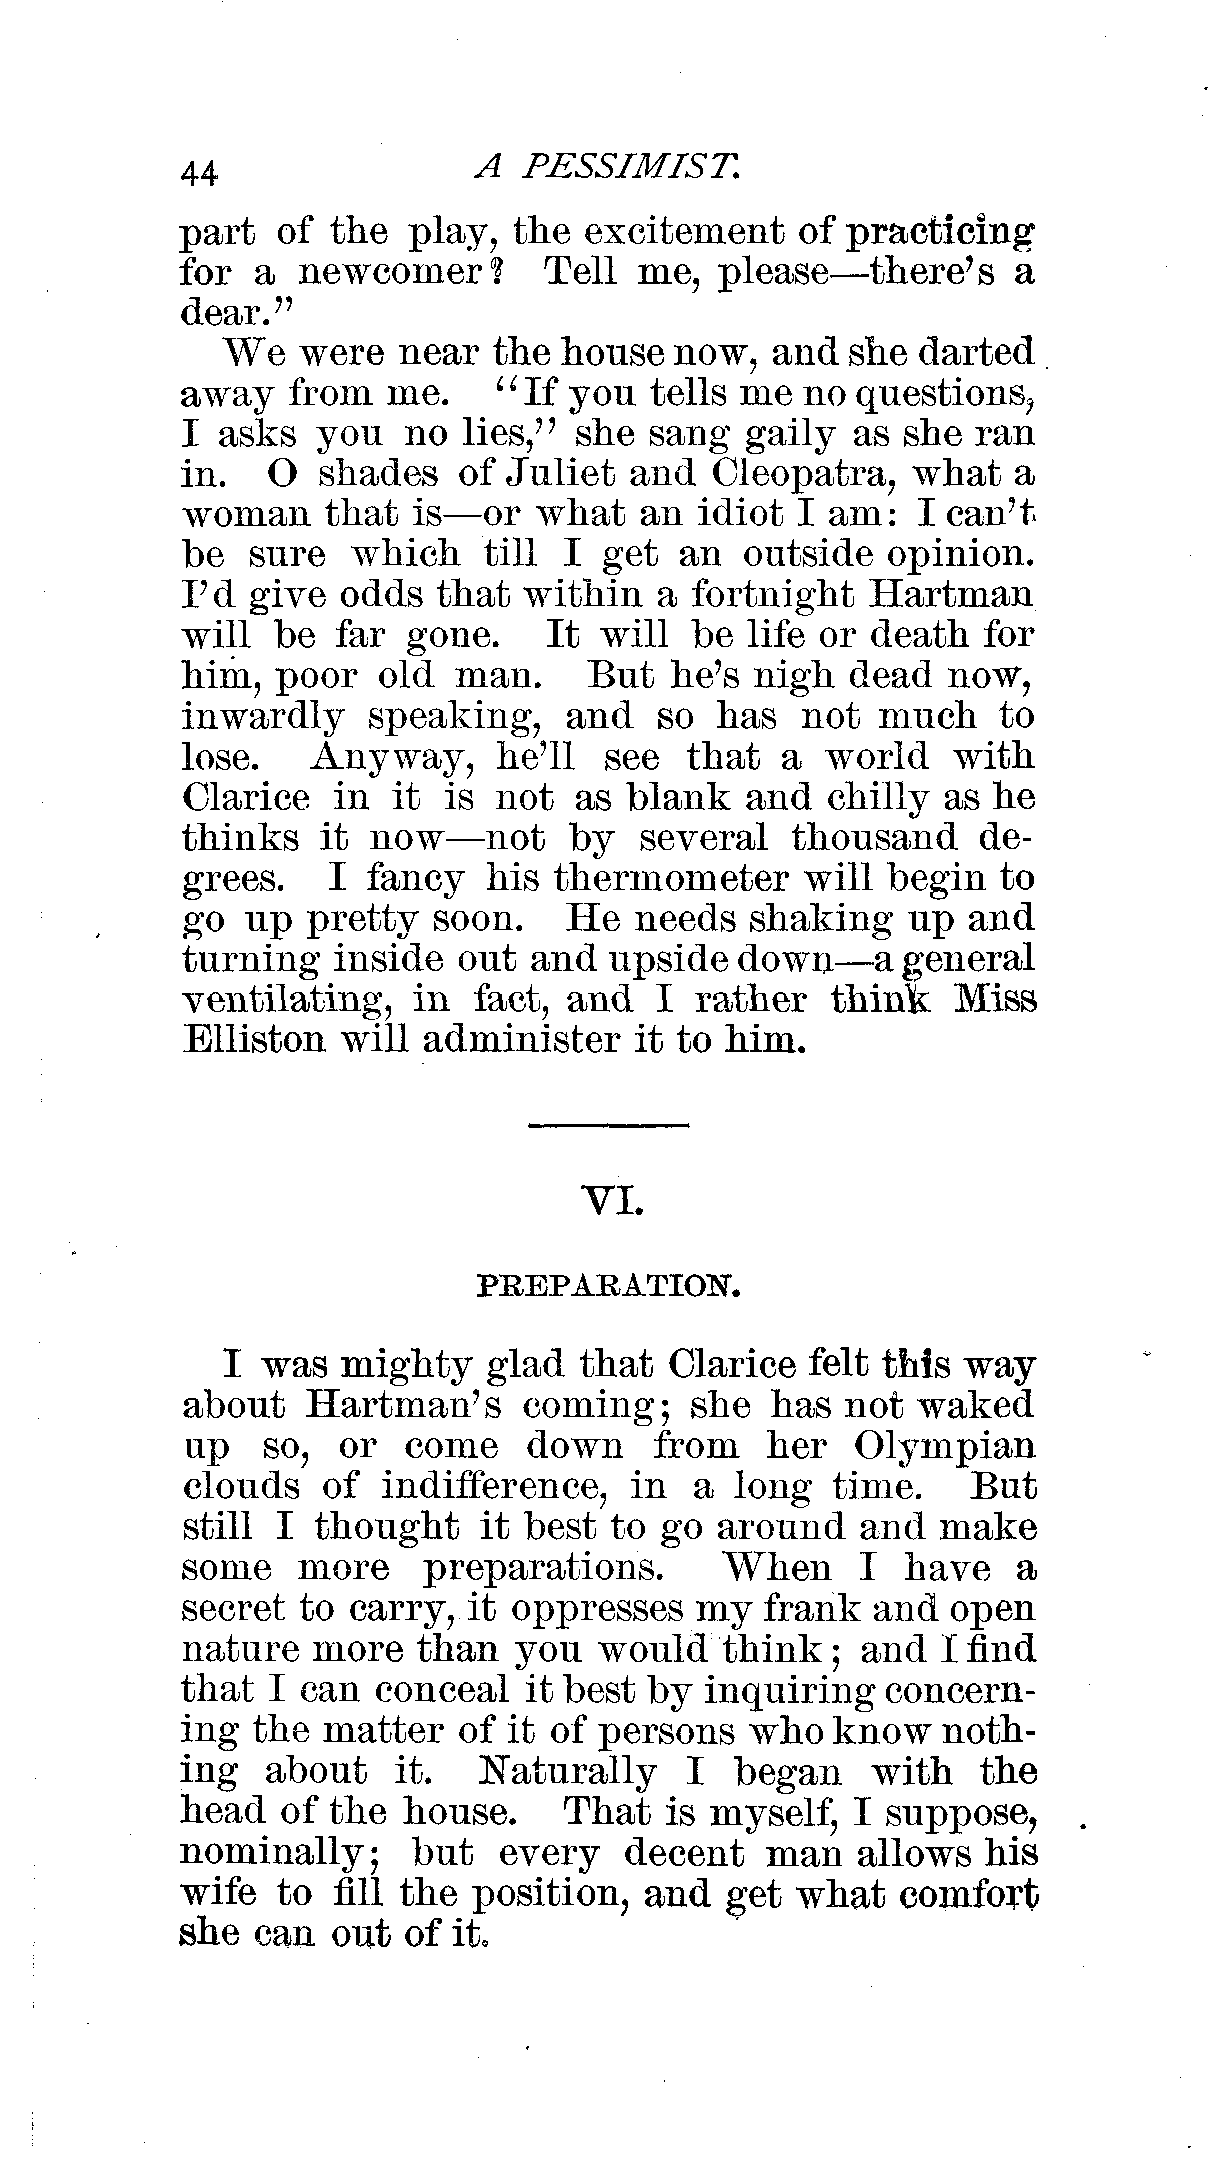 44 A PESSIMIST.
part of the play, the excitement of practicing
for a newcomer? Tell me, please—there's a
dear."
We were near the house now, and she darted
away from me. "If you tells me no questions,
I asks you no lies," she sang gaily as she ran
in. O shades of Juliet and Cleopatra, what a
woman that is—or what an idiot I am: I can't
be sure which till I get an outside opinion.
I'd give odds that within a fortnight Hartman
will be far gone. It will be life or death for
him, poor old man. But he's nigh dead now,
inwardly speaking, and so has not much to
lose. Anyway, he'll see that a world with
Clarice in it is not as blank and chilly as he
thinks it now—not by several thousand de-
grees. I fancy his thermometer will begin to
go up pretty soon. He needs shaking up and
turning inside out and upside down—a general
ventilating, in fact, and I rather think Miss
Elliston will administer it to him.
VI.
PREPARATION.
I was mighty glad that Clarice felt this way
about Hartman's coming; she has not waked
up so, or come down from her Olympian
clouds of indifference, in a long time. But
still I thought it best to go around and make
some more preparations. When I have a
secret to carry, it oppresses my frank and open
nature more than you would think; and I find
that I can conceal it best by inquiring concern-
ing the matter of it of persons who know noth-
ing about it. Naturally I began with the
head of the house. That is myself, I suppose,
nominally; but every decent man allows his
wife to fill the position, and get what comfort
she can out of it.